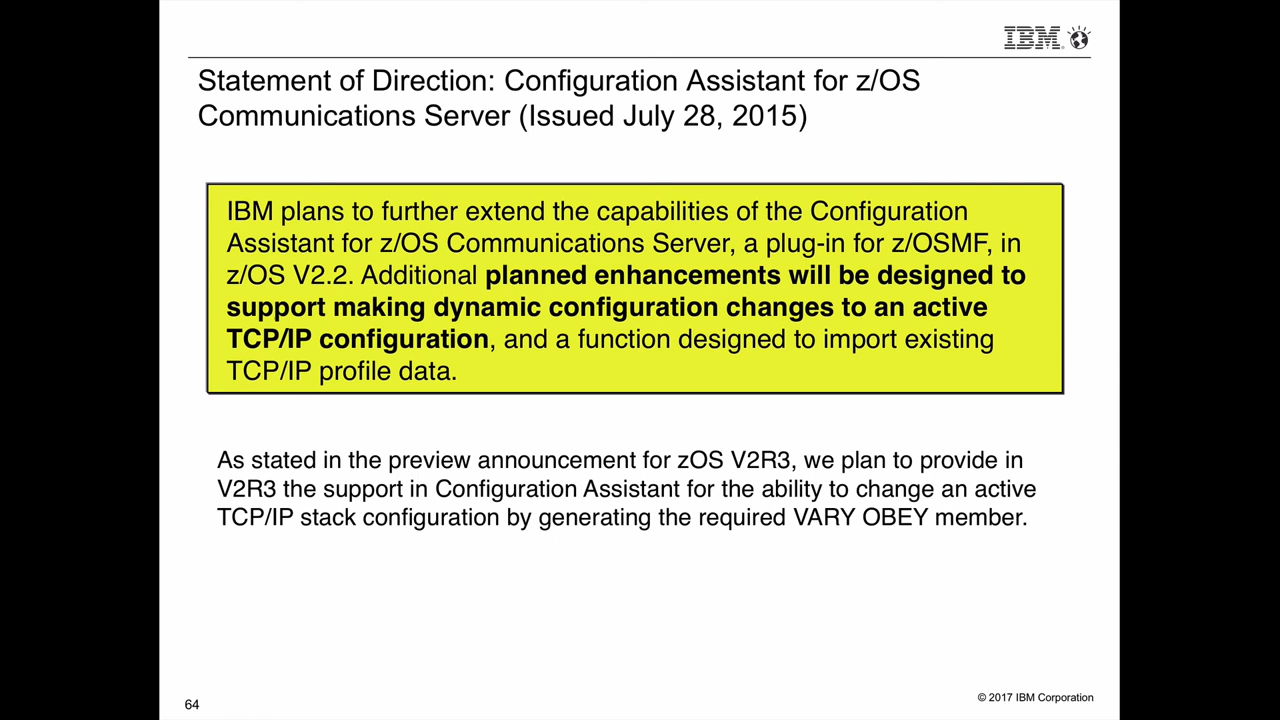 IBM
Statement of Direction: Configuration Assistant for z/OS
Communications Server (Issued July 28, 2015)
IBM plans to further extend the capabilities of the Configuration
Assistant for z/OS Communications Server, a plug-in for z/OSMF, in
z/OS V2.2. Additional planned enhancements will be designed to
support making dynamic configuration changes to an active
TCP/IP configuration, and a function designed to import existing
TCP/IP profile data.
As stated in the preview announcement for zOS V2R3, we plan to provide in
V2R3 the support in Configuration Assistant for the ability to change an active
TCP/IP stack configuration by generating the required VARY OBEY member.
64
© 2017 IBM Corporation